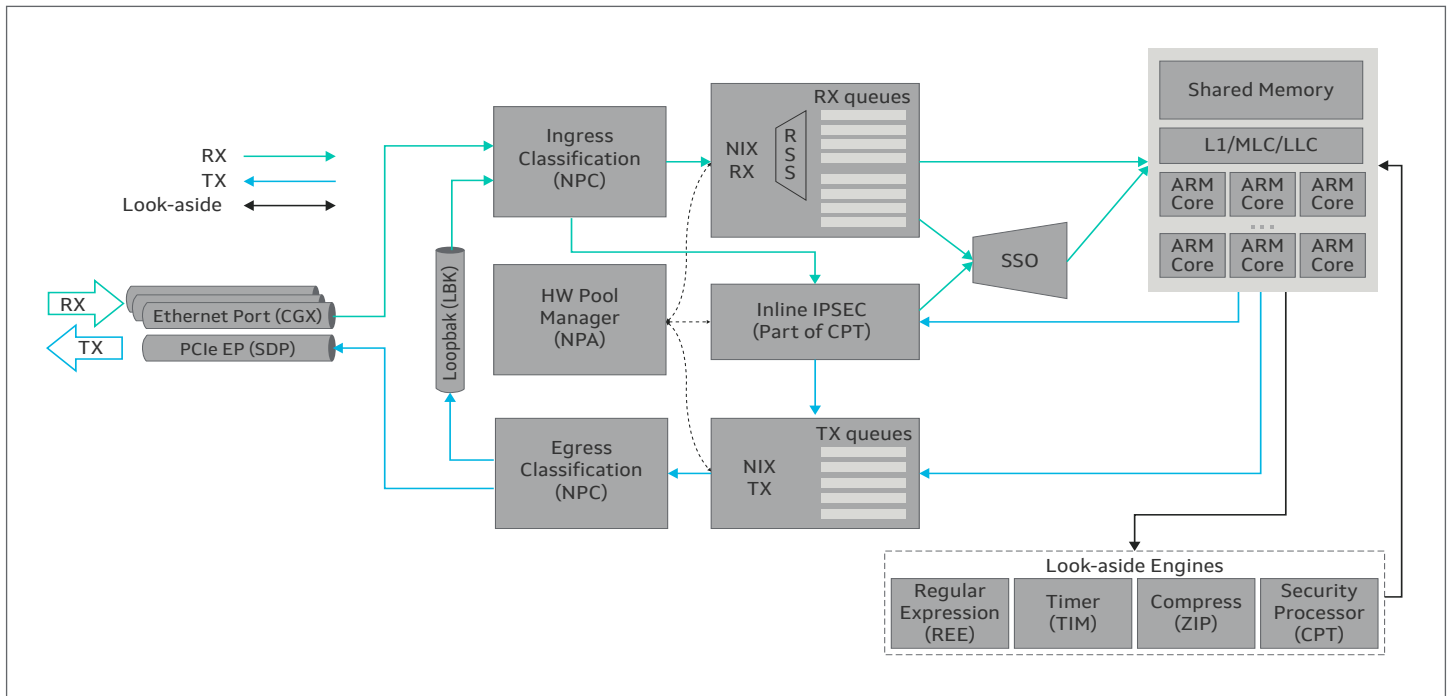 RX
TX
Look-aside
RX
TX
Ethernet Port (CGX)
PCIe EP (SDP)
Loopbak (LBK)
Ingress
Classification
(NPC)
HW Pool
Manager
(NPA)
Egress
Classification
(NPC)
NIX
RX
R
S
S
RX queues
Inline IPSEC
(Part of CPT)
NIX
TX
TX queues
SSO
Shared Memory
L1/MLC/LLC
ARM
Core
ARM
Core
ARM
Core
ARM
Core
ARM
Core
ARM
Core
Look-aside Engines
Regular
Expression
(REE)
Timer
(TIM)
Compress
(ZIP)
Security
Processor
(CPT)